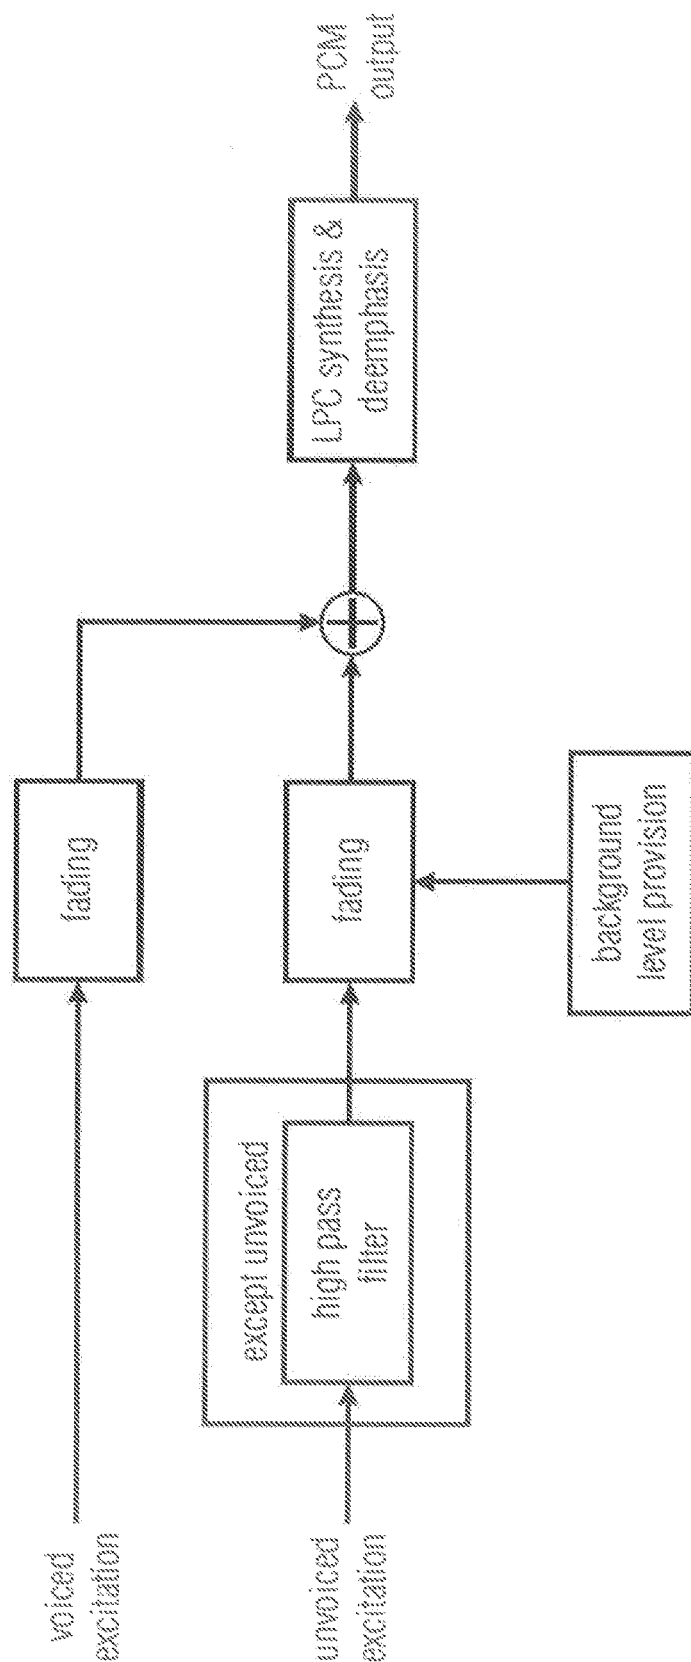 voiced
excitation
fading
unvoiced
excitation
except unvoiced
high pass
filter
fading
background
level provision
LPC synthesis &
deemphasis
PCM
output